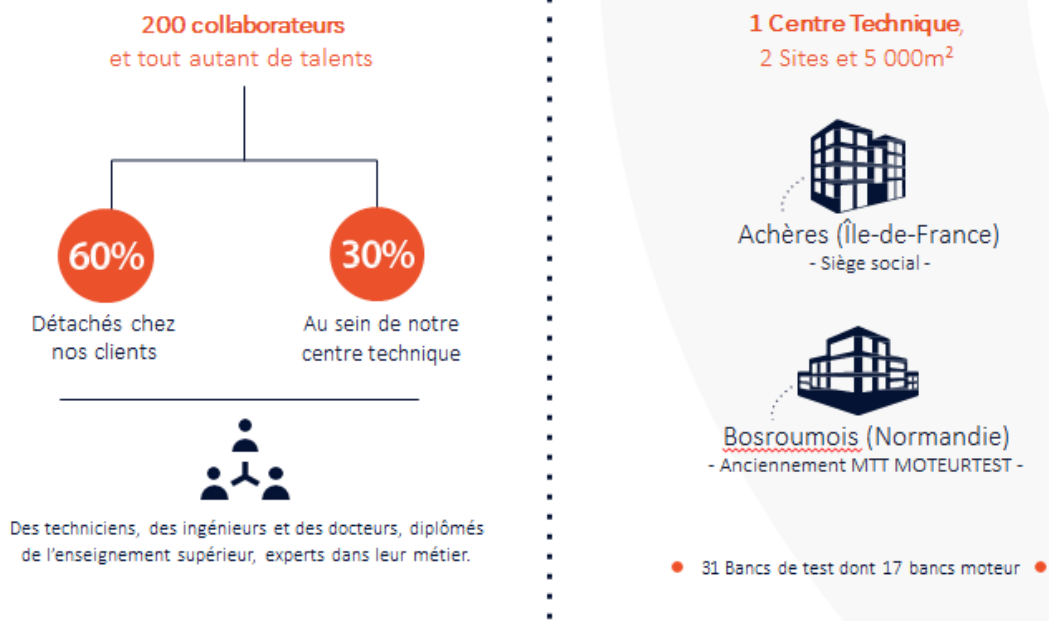 200 collaborateurs
et tout autant de talents
60%
30%
Détachés chez
nos clients
Au sein de notre
centre technique
Des techniciens, des ingénieurs et des docteurs, diplômés
de l’enseignement supérieur, experts dans leur métier.
1 Centre Technique,
2 Sites et 5 000m²
Achères (Île-de-France)
- Siège social -
Bosroumois (Normandie)
- Anciennement MTT MOTEURTEST -
31 Bancs de test dont 17 bancs moteur